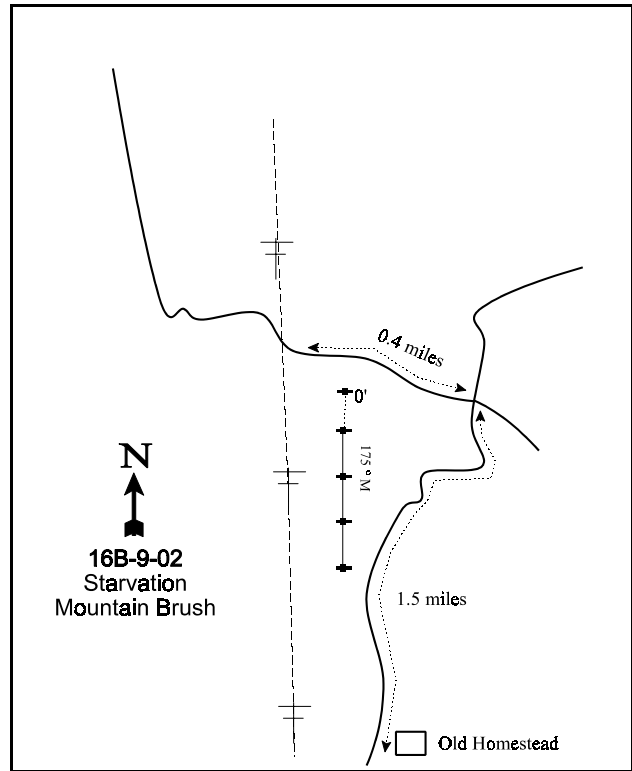 0.4 miles
0'
175° M
N
16B-9-02
Starvation
Mountain Brush
1.5 miles
Old Homestead